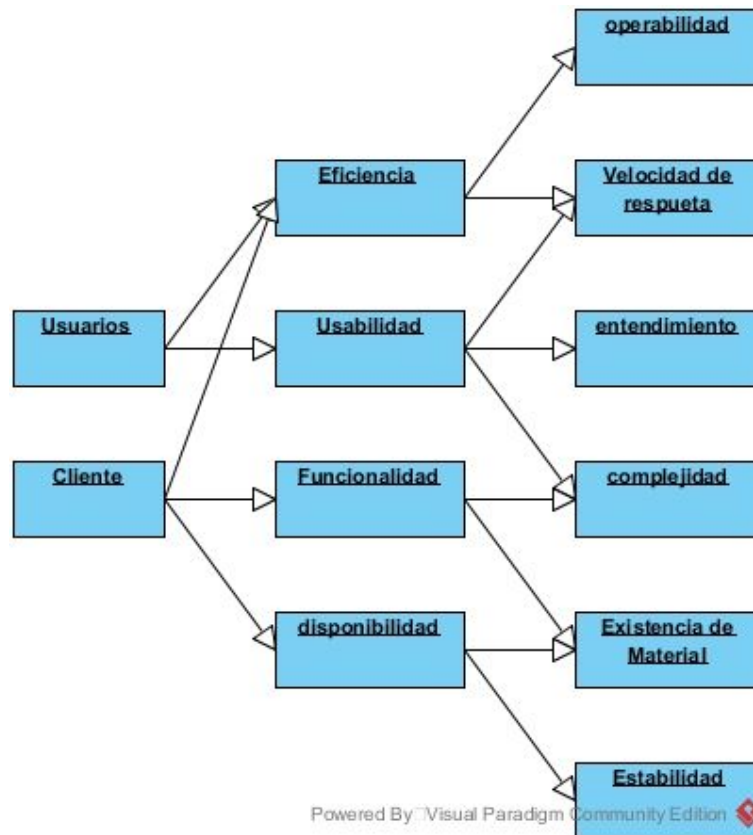 operabilidad
Eficiencia
Velocidad de
respueta
Usuarios
Usabilidad
entendimiento
Cliente
Funcionalidad
complejidad
disponibilidad
Existencia de
Material
Estabilidad
Powered By Visual Paradigm Community Edition